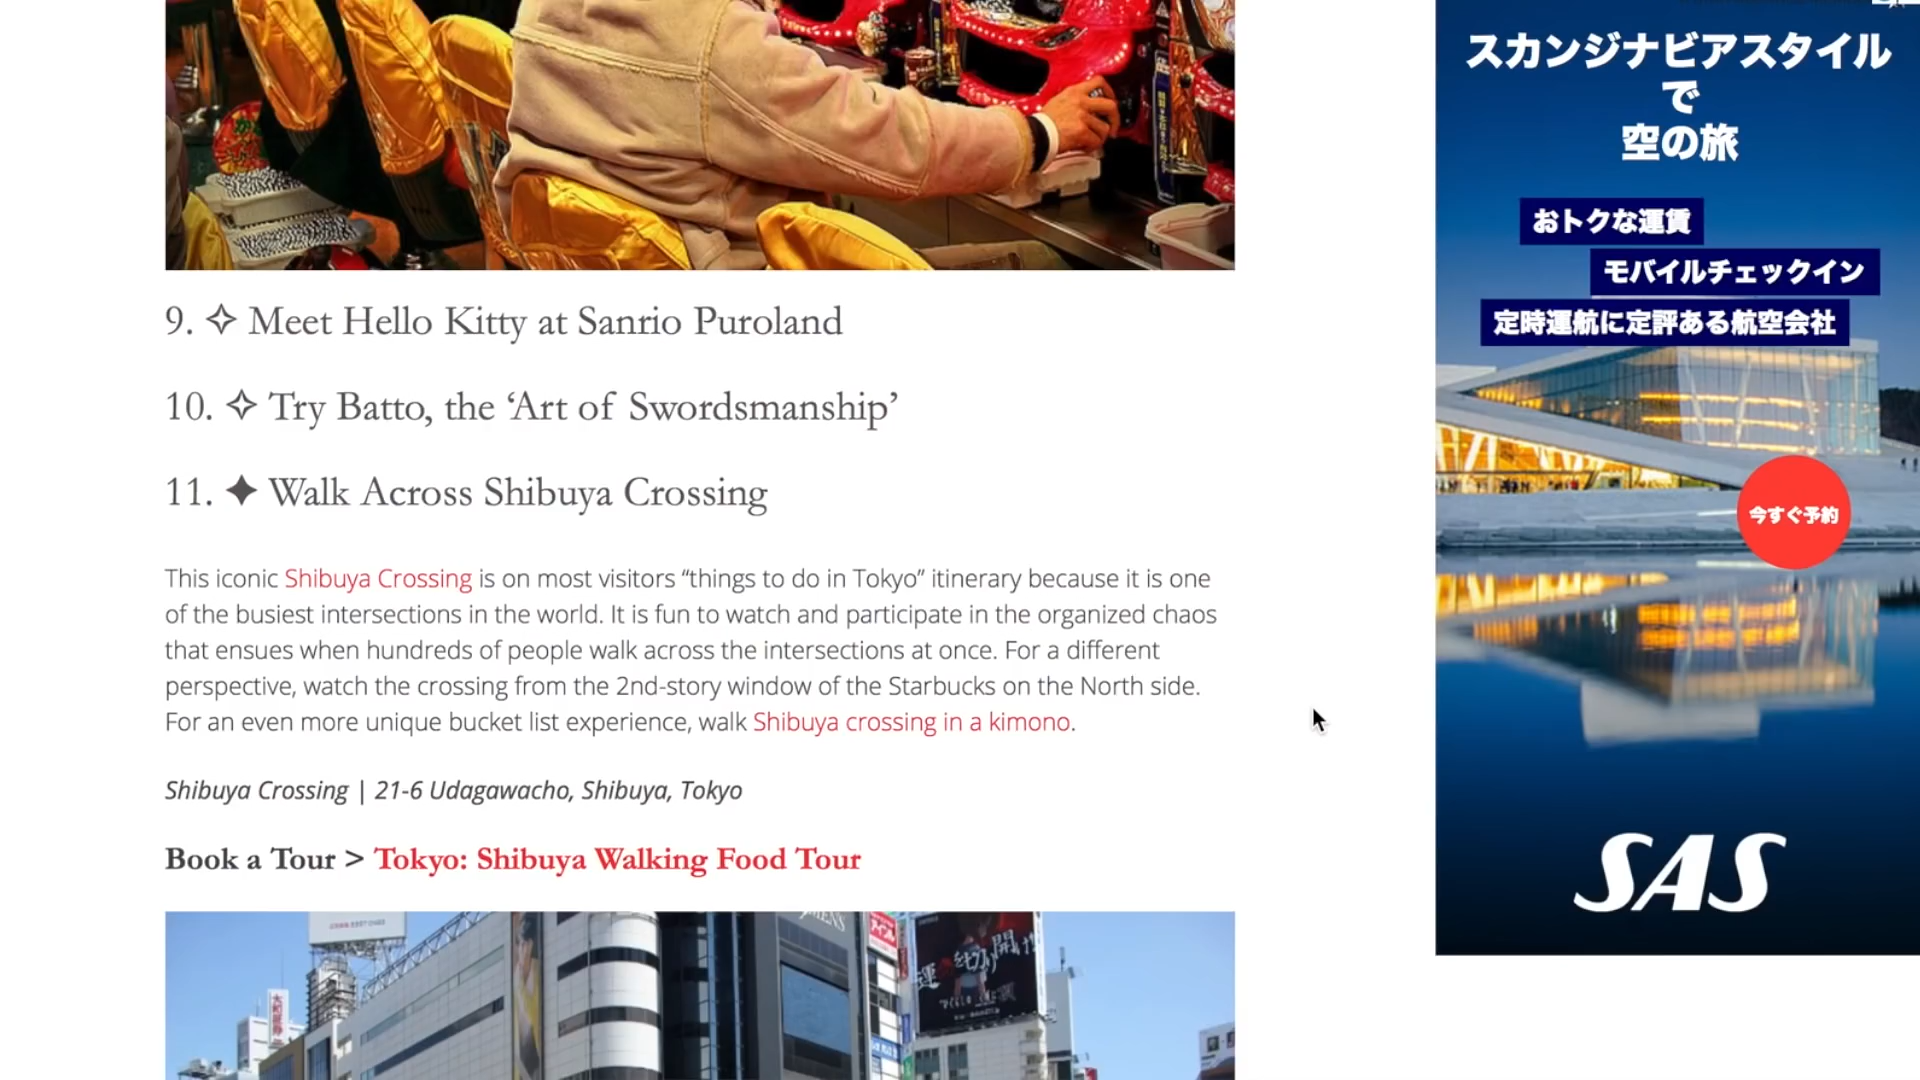 9. ✧ Meet Hello Kitty at Sanrio Puroland
10. ✧ Try Batto, the ‘Art of Swordsmanship’
11. ✦ Walk Across Shibuya Crossing
This iconic Shibuya Crossing is on most visitors “things to do in Tokyo” itinerary because it is one
of the busiest intersections in the world. It is fun to watch and participate in the organized chaos
that ensues when hundreds of people walk across the intersections at once. For a different
perspective, watch the crossing from the 2nd-story window of the Starbucks on the North side.
For an even more unique bucket list experience, walk Shibuya crossing in a kimono.
Shibuya Crossing | 21-6 Udagawacho, Shibuya, Tokyo
Book a Tour > Tokyo: Shibuya Walking Food Tour
スカンジナビアスタイル
で
空の旅
おトクな運賃
モバイルチェックイン
定時運航に定評ある航空会社
今すぐ予約
SAS